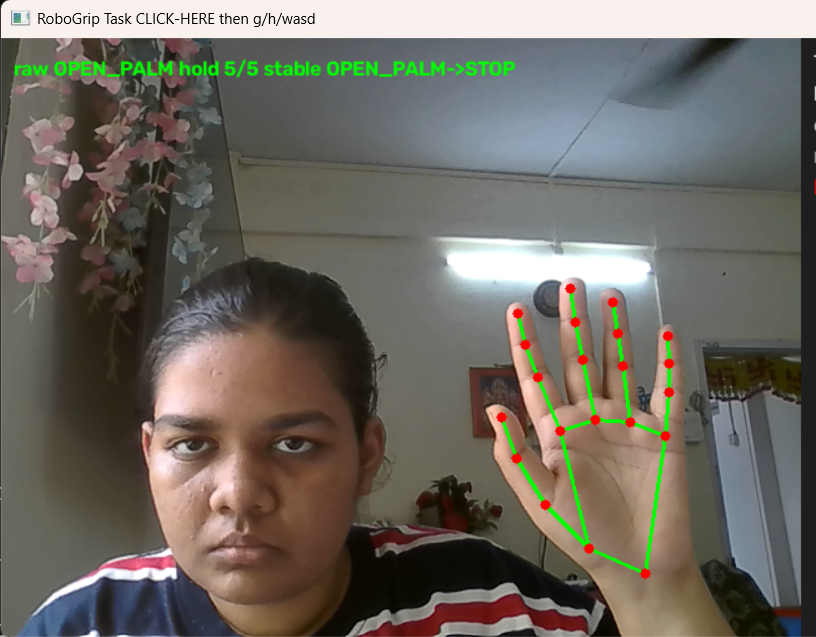 RoboGrip Task CLICK-HERE then g/h/wasd
raw OPEN_PALM hold 5/5 stable OPEN_PALM->STOP